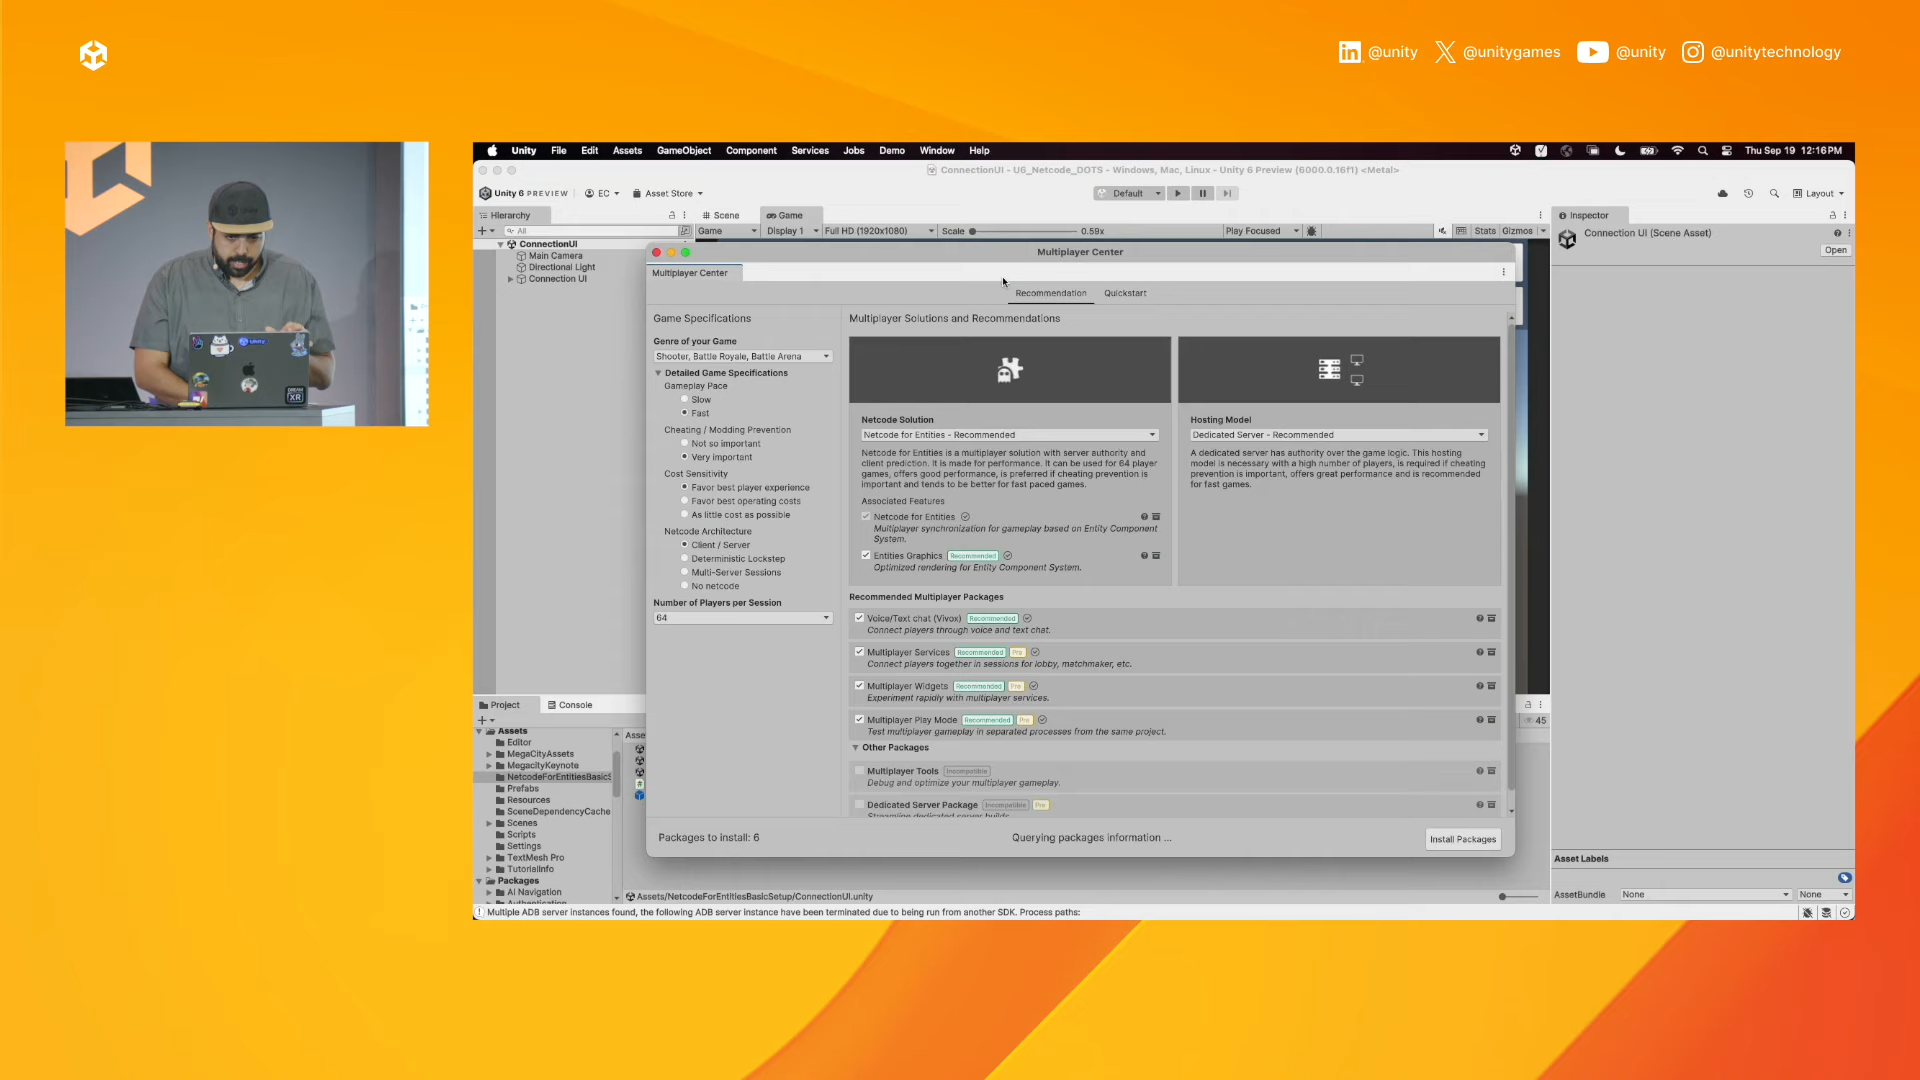 @unity
@unitygames
@unity
@unitytechnology
Unity File Edit Assets GameObject Component Services Jobs Demo Window Help
Thu Sep 19 12:16 PM
ConnectionUI - U6_Netcode_DOTS - Windows, Mac, Linux - Unity 6 Preview (6000.0.16f1) <Metal>
Unity 6 PREVIEW
EC
Asset Store
Default
Layout
Hierarchy
Scene
Game
Inspector
All
Game
Display 1
Full HD (1920x1080)
Scale
0.59x
Play Focused
Stats
Gizmos
Connection UI (Scene Asset)
Open
ConnectionUI
Main Camera
Directional Light
Connection UI
Multiplayer Center
Multiplayer Center
Recommendation
Quickstart
Game Specifications
Genre of your Game
Shooter, Battle Royale, Battle Arena
Detailed Game Specifications
Gameplay Pace
Slow
Fast
Cheating / Modding Prevention
Not so important
Very important
Cost Sensitivity
Favor best player experience
Favor best operating costs
As little cost as possible
Netcode Architecture
Client / Server
Deterministic Lockstep
Multi-Server Sessions
No netcode
Number of Players per Session
64
Multiplayer Solutions and Recommendations
Netcode Solution
Netcode for Entities - Recommended
Netcode for Entities is a multiplayer solution with server authority and
client prediction. It is made for performance. It can be used for 64 player
games, offers good performance, is preferred if cheating prevention is
important and tends to be better for fast paced games.
Associated Features
Netcode for Entities
Multiplayer synchronization for gameplay based on Entity Component
System.
Entities Graphics Recommended
Optimized rendering for Entity Component System.
Hosting Model
Dedicated Server - Recommended
A dedicated server has authority over the game logic. This hosting
model is necessary with a high number of players, is required if cheating
prevention is important, offers great performance and is recommended
for fast games.
Recommended Multiplayer Packages
Voice/Text chat (Vivox) Recommended
Connect players through voice and text chat.
Multiplayer Services Recommended Pre
Connect players together in sessions for lobby, matchmaker, etc.
Multiplayer Widgets Recommended Pre
Experiment rapidly with multiplayer services.
Multiplayer Play Mode Recommended Pre
Test multiplayer gameplay in separated processes from the same project.
Other Packages
Multiplayer Tools Incompatible
Debug and optimize your multiplayer gameplay.
Dedicated Server Package Incompatible Pre
Streamline dedicated server builds.
Packages to install: 6
Querying packages information ...
Install Packages
Project
Console
45
Asse
Assets
Editor
MegaCityAssets
MegacityKeynote
NetcodeForEntitiesBasicS
Prefabs
Resources
SceneDependencyCache
Scenes
Scripts
Settings
TextMesh Pro
TutorialInfo
Packages
AI Navigation
Authentication
Assets/NetcodeForEntitiesBasicSetup/ConnectionUI.unity
Asset Labels
AssetBundle
None
None
Multiple ADB server instances found, the following ADB server instance have been terminated due to being run from another SDK. Process paths:
unity
DREAM
XR